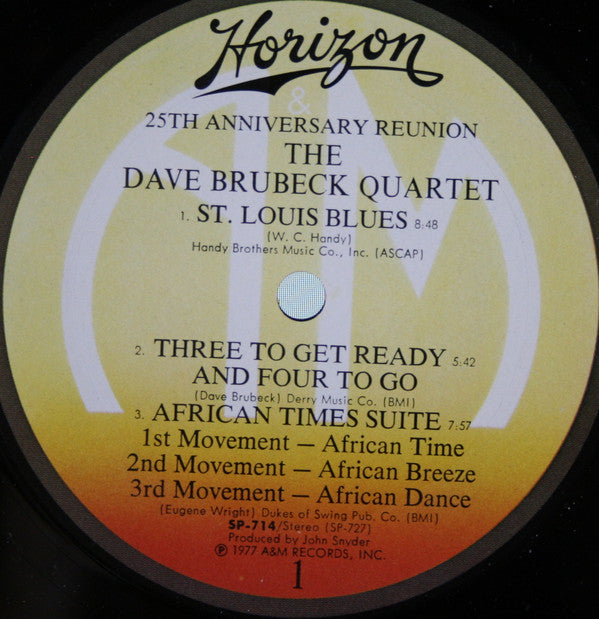 Horizon
&
AM
25TH ANNIVERSARY REUNION
THE
DAVE BRUBECK QUARTET
1. ST. LOUIS BLUES 8:48
(W. C. Handy)
Handy Brothers Music Co., Inc. (ASCAP)
2. THREE TO GET READY 5:42
AND FOUR TO GO
(Dave Brubeck) Derry Music Co. (BMI)
3. AFRICAN TIMES SUITE 7:57
1st Movement — African Time
2nd Movement — African Breeze
3rd Movement — African Dance
(Eugene Wright) Dukes of Swing Pub. Co. (BMI)
SP-714/Stereo (SP-727)
Produced by John Snyder
℗ 1977 A&M RECORDS, INC.
1